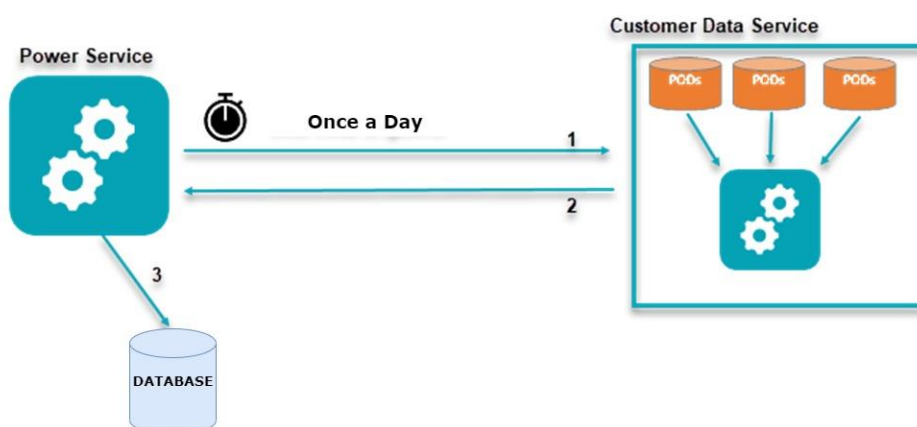 Customer Data Service
Power Service
PODs
PODs
PODs
Once a Day
1
2
3
DATABASE